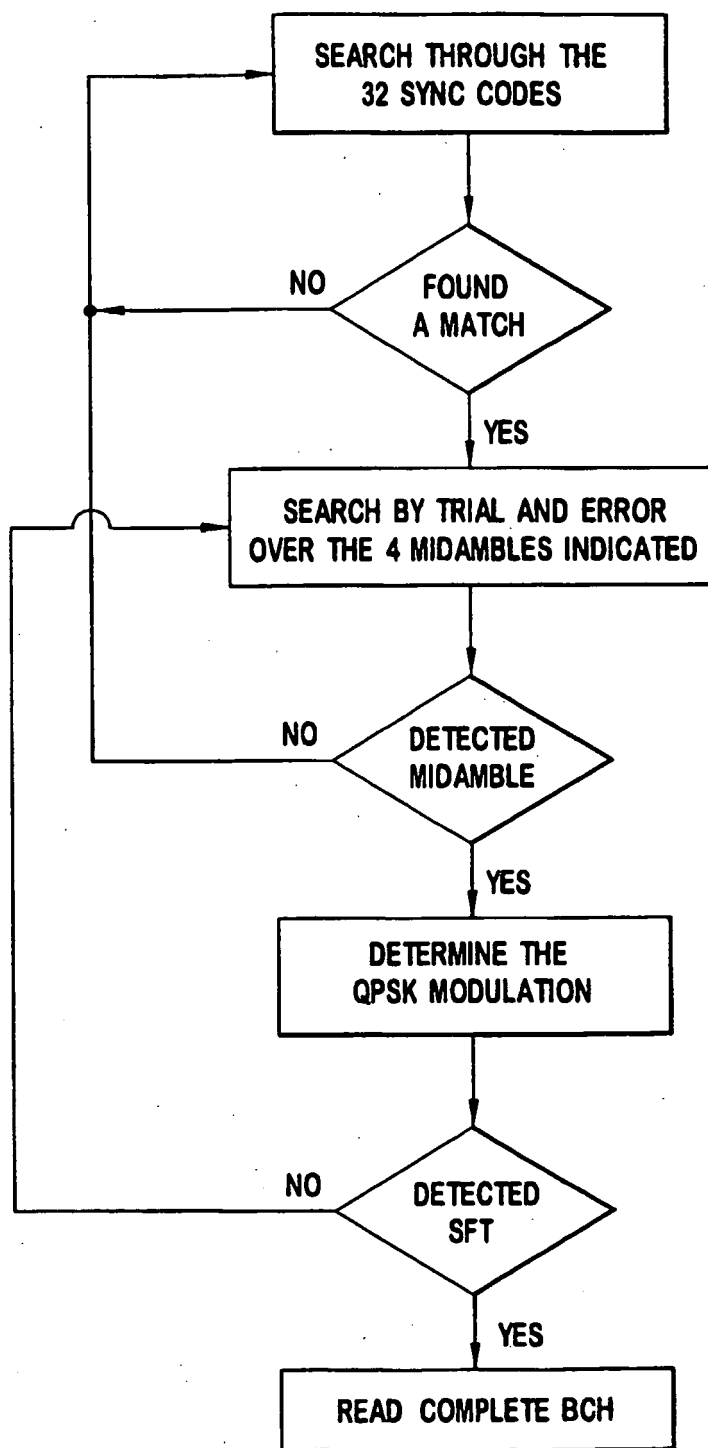 SEARCH THROUGH THE
32 SYNC CODES
NO
FOUND
A MATCH
YES
SEARCH BY TRIAL AND ERROR
OVER THE 4 MIDAMBLES INDICATED
NO
DETECTED
MIDAMBLE
YES
DETERMINE THE
QPSK MODULATION
NO
DETECTED
SFT
YES
READ COMPLETE BCH